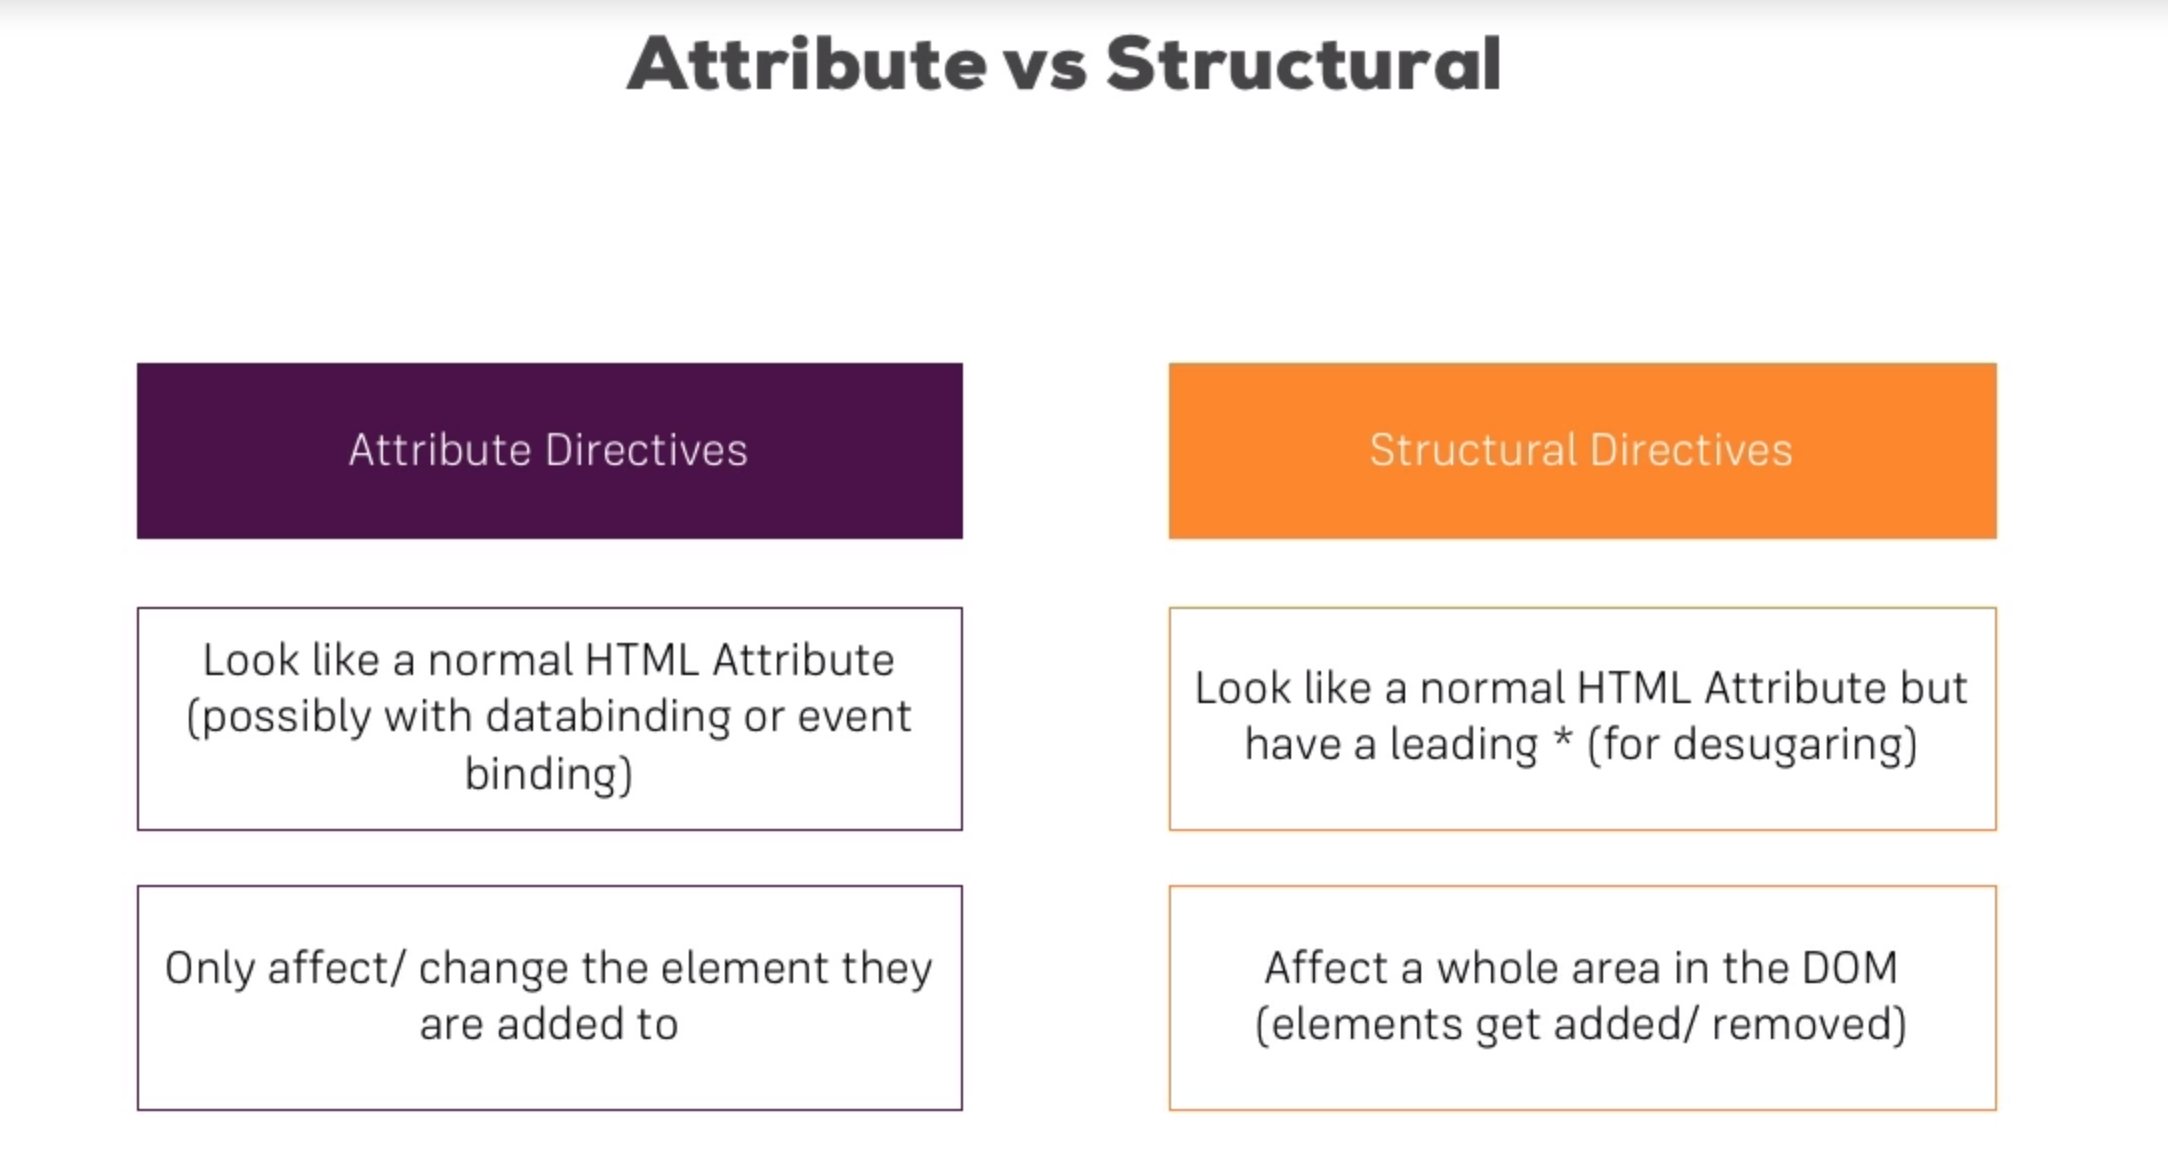 Attribute vs Structural
Attribute Directives
Structural Directives
Look like a normal HTML Attribute
(possibly with databinding or event
binding)
Look like a normal HTML Attribute but
have a leading * (for desugaring)
Only affect/ change the element they
are added to
Affect a whole area in the DOM
(elements get added/ removed)